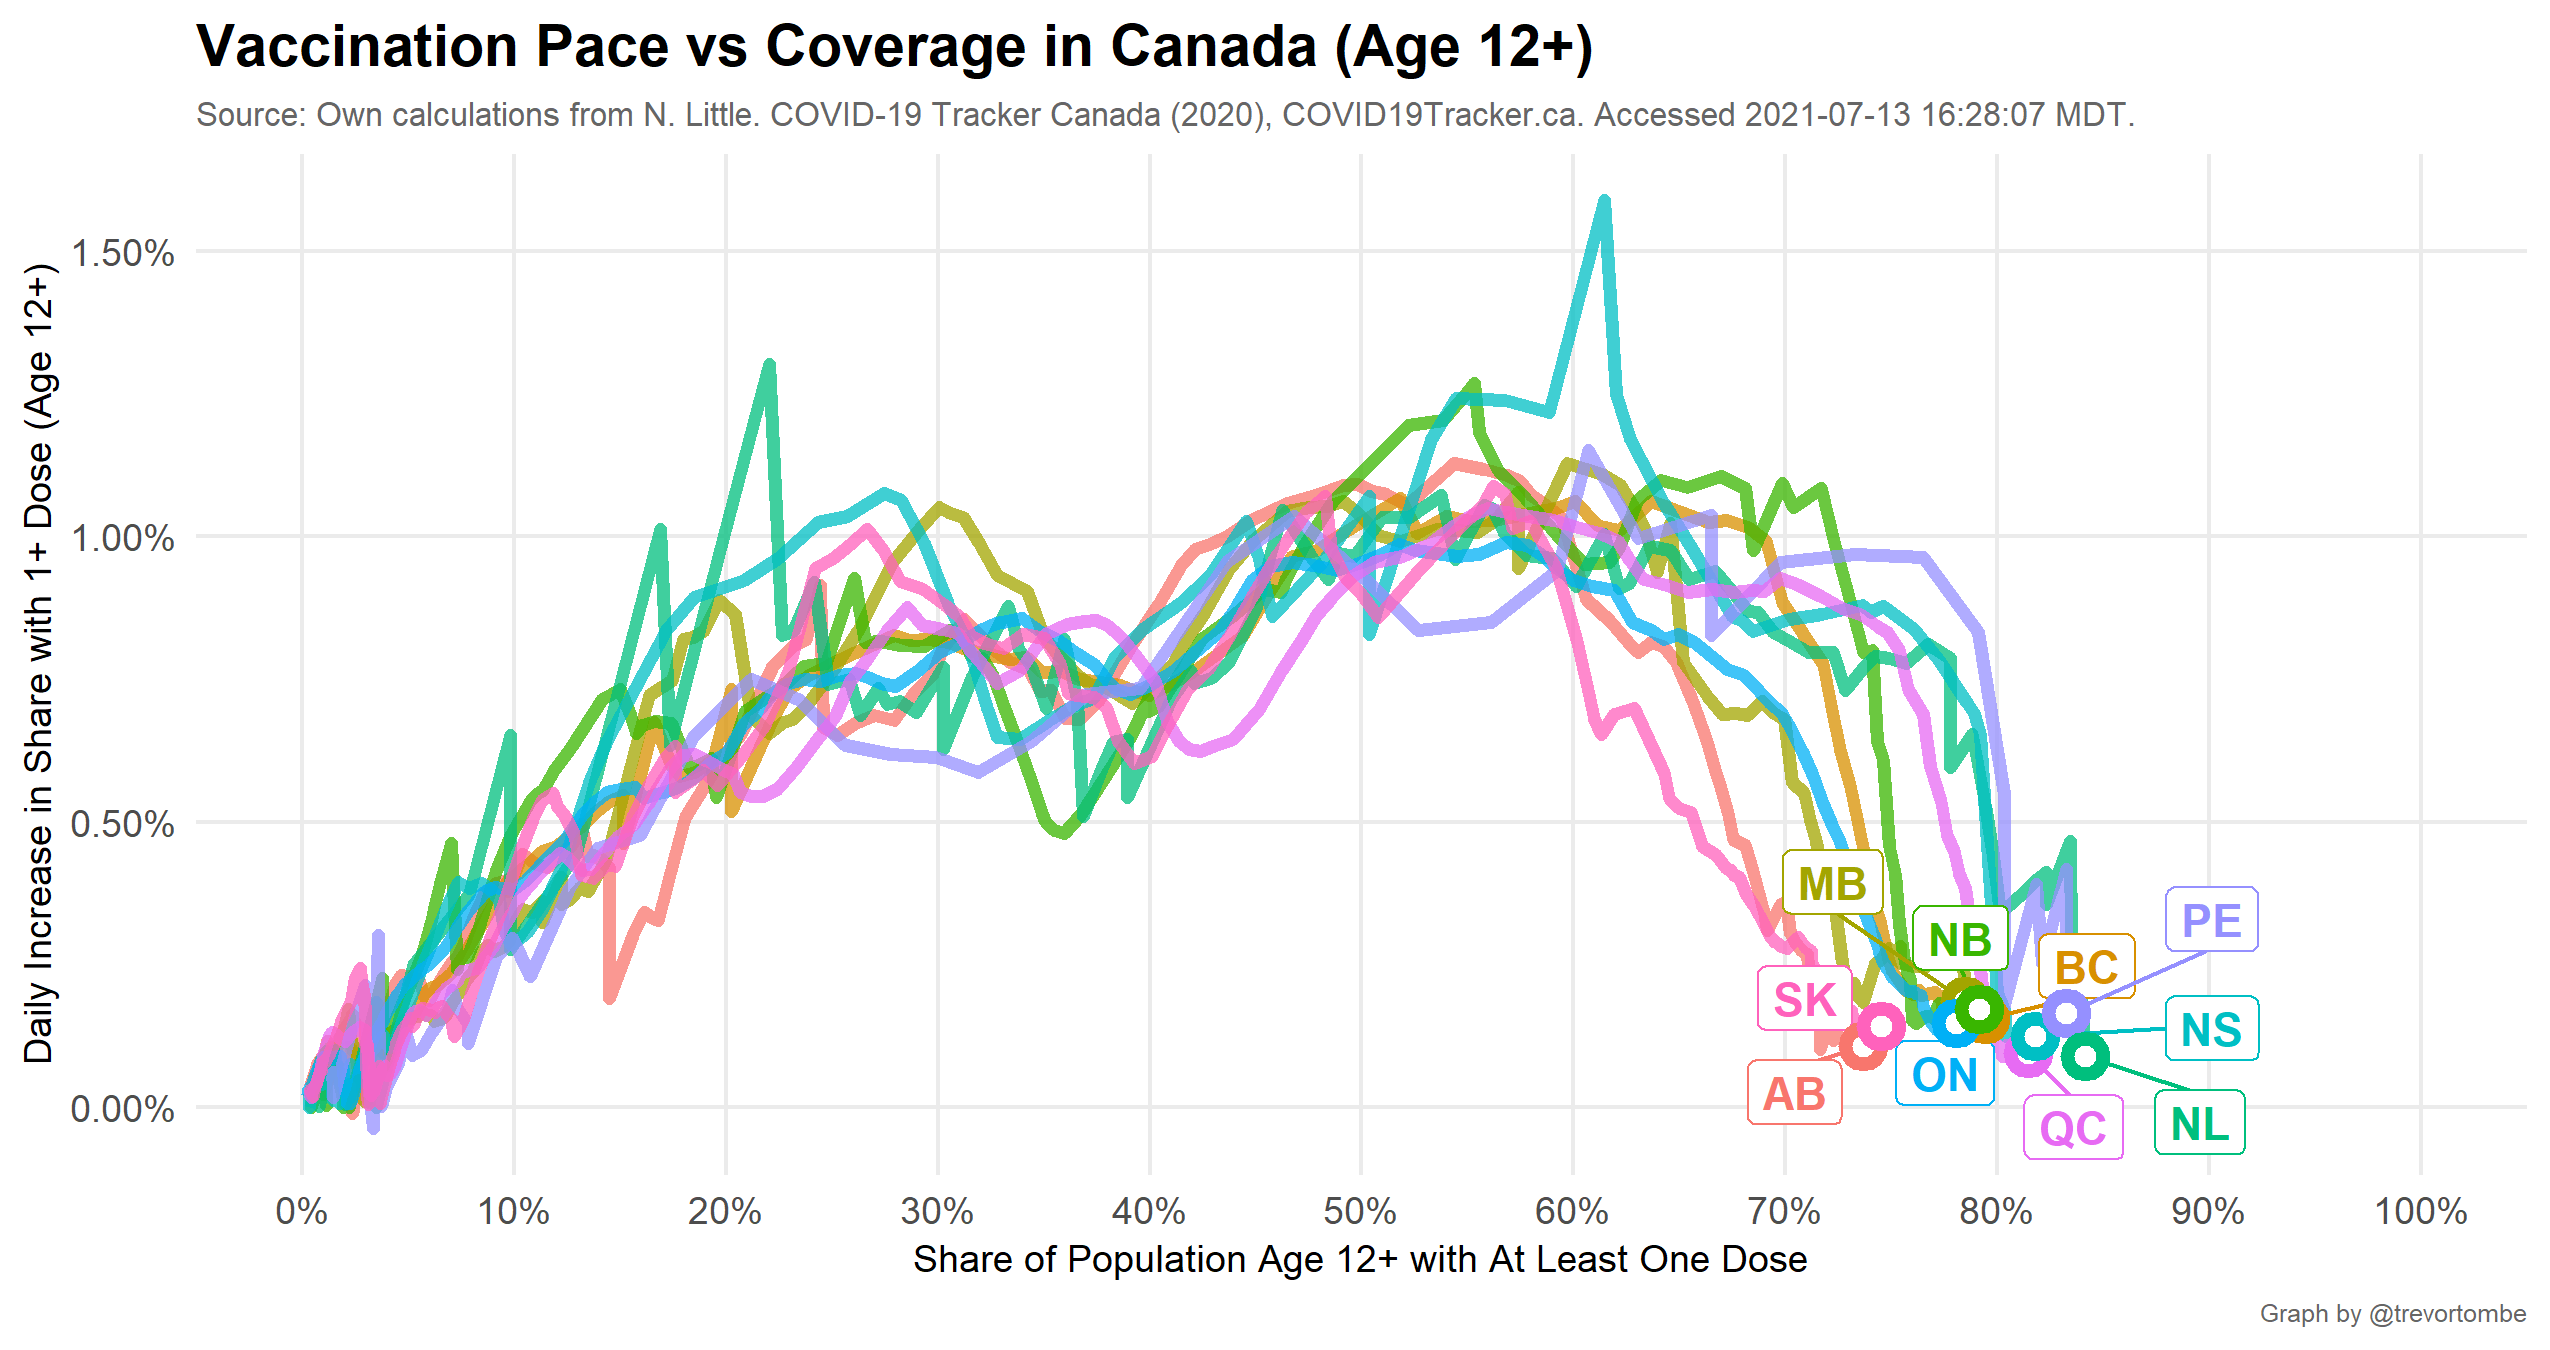 Vaccination Pace vs Coverage in Canada (Age 12+)
Source: Own calculations from N. Little. COVID-19 Tracker Canada (2020), COVID19Tracker.ca. Accessed 2021-07-13 16:28:07 MDT.
Daily Increase in Share with 1+ Dose (Age 12+)
1.50%
1.00%
0.50%
0.00%
MB
NB
PE
BC
SK
NS
ON
AB
QC
NL
0% 10% 20% 30% 40% 50% 60% 70% 80% 90% 100%
Share of Population Age 12+ with At Least One Dose
Graph by @trevortombe